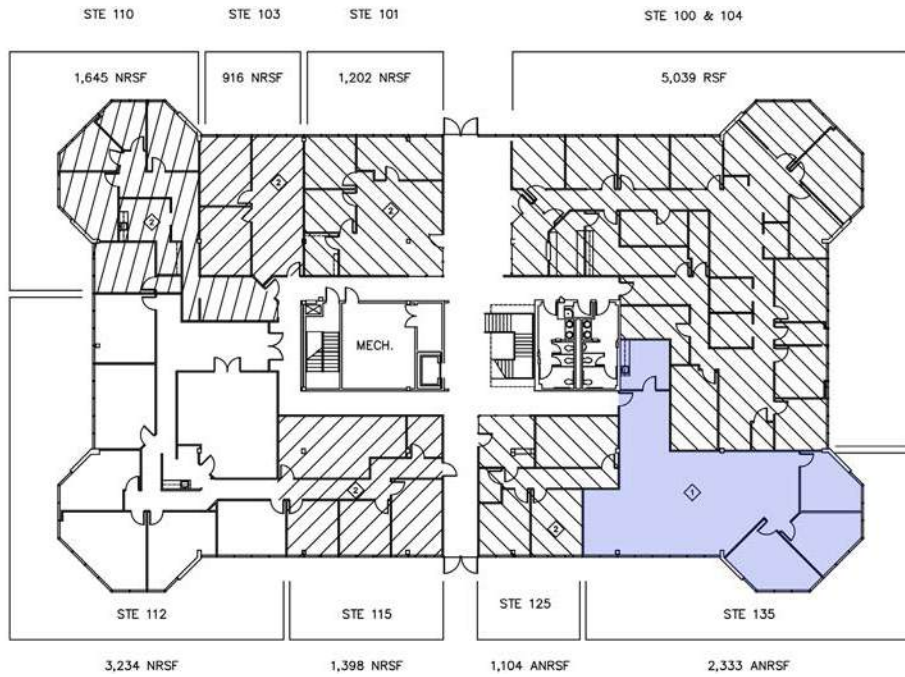 STE 110
STE 103
STE 101
STE 100 & 104
1,645 NRSF
916 NRSF
1,202 NRSF
5,039 RSF
2
2
2
MECH.
2
1
2
STE 112
STE 115
STE 125
STE 135
3,234 NRSF
1,398 NRSF
1,104 ANRSF
2,333 ANRSF